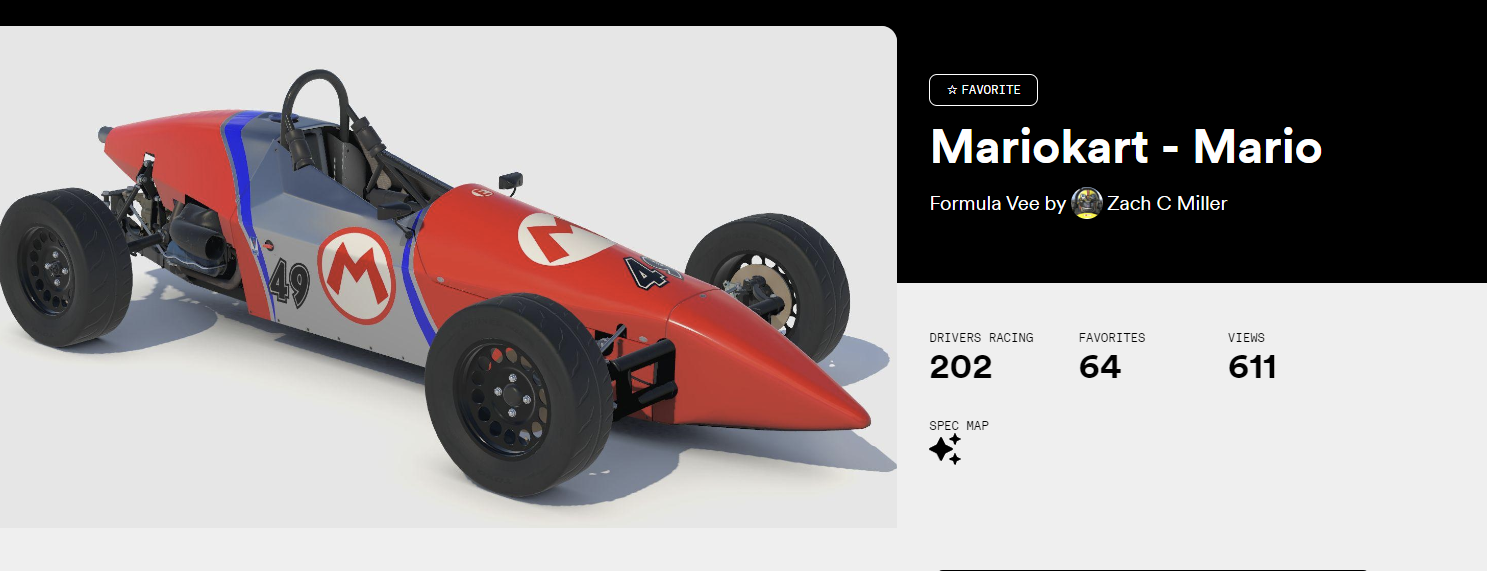 ☆ FAVORITE
Mariokart - Mario
Formula Vee by Zach C Miller
49
M
M
49
DRIVERS RACING
FAVORITES
VIEWS
202
64
611
SPEC MAP